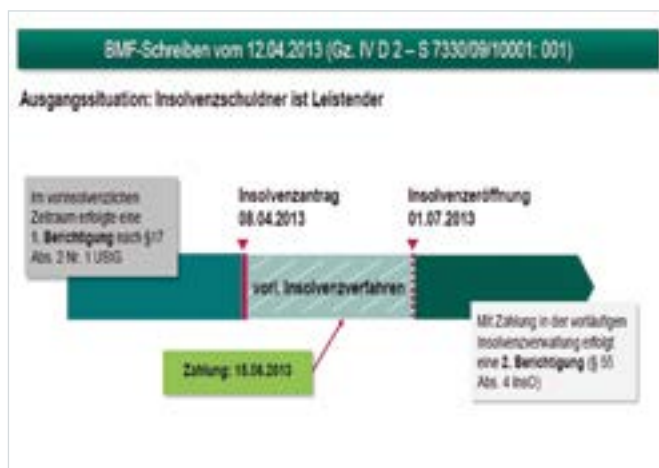 BMF-Schreiben vom 12.04.2013 (Gz. IV D 2 – S 7330/09/10001: 001)
Ausgangssituation: Insolvenzschuldner ist Leistender
Im vorinsolvenzlichen
Zeitraum erfolgte eine
1. Berichtigung nach §17
Abs. 2 Nr. 1 UStG
Insolvenzantrag
08.04.2013
Insolvenzeröffnung
01.07.2013
vorl. Insolvenzverfahren
Zahlung: 15.06.2013
Mit Zahlung in der vorläufigen
Insolvenzverwaltung erfolgt
eine 2. Berichtigung (§ 55
Abs. 4 InsO)